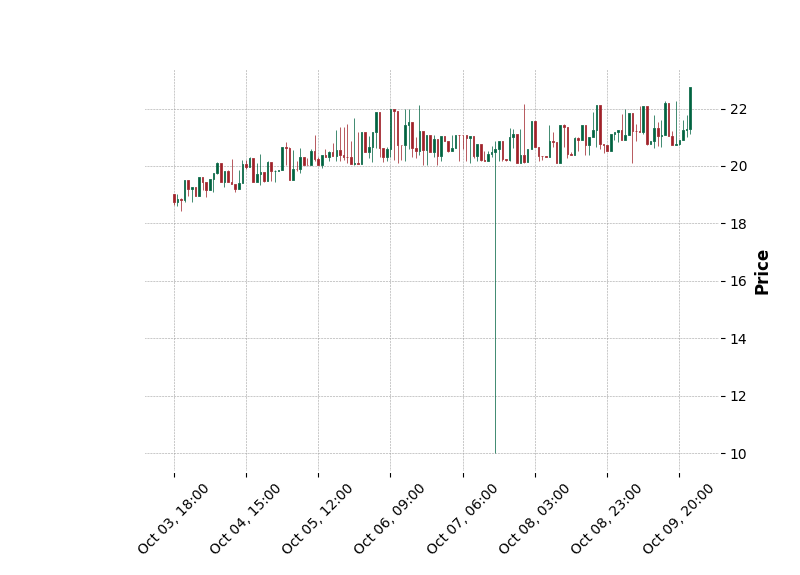 22
20
18
16
14
12
10
Price
Oct 03, 18:00
Oct 04, 15:00
Oct 05, 12:00
Oct 06, 09:00
Oct 07, 06:00
Oct 08, 03:00
Oct 08, 23:00
Oct 09, 20:00